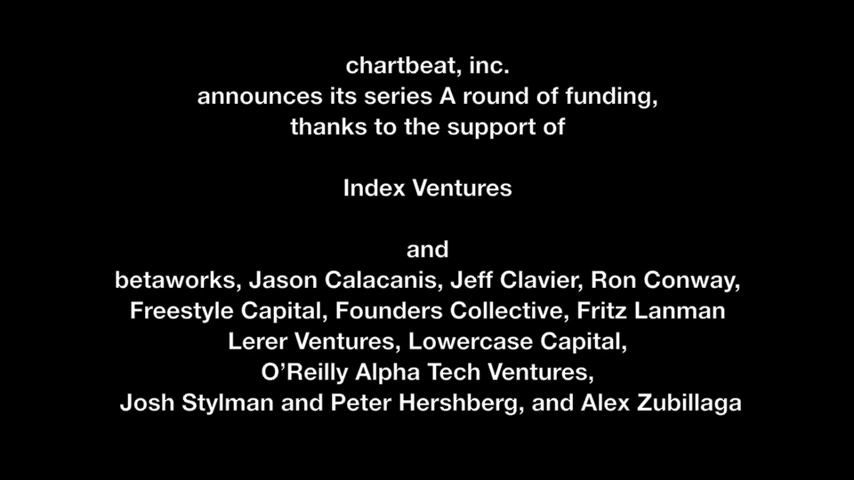 chartbeat, inc.
announces its series A round of funding,
thanks to the support of
Index Ventures
and
betaworks, Jason Calacanis, Jeff Clavier, Ron Conway,
Freestyle Capital, Founders Collective, Fritz Lanman
Lerer Ventures, Lowercase Capital,
O’Reilly Alpha Tech Ventures,
Josh Stylman and Peter Hershberg, and Alex Zubillaga